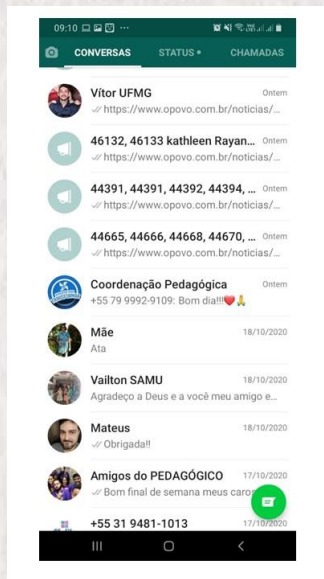 09:10
CONVERSAS STATUS CHAMADAS
Vítor UFMG Ontem
https://www.opovo.com.br/noticias/...
46132, 46133 kathleen Rayan... Ontem
https://www.opovo.com.br/noticias/...
44391, 44391, 44392, 44394, ... Ontem
https://www.opovo.com.br/noticias/...
44665, 44666, 44668, 44670, ... Ontem
https://www.opovo.com.br/noticias/...
Coordenação Pedagógica Ontem
+55 79 9992-9109: Bom dia!!!❤️🙏
Mãe 18/10/2020
Ata
Vailton SAMU 18/10/2020
Agradeço a Deus e a você meu amigo e...
Mateus 18/10/2020
Obrigada!!
Amigos do PEDAGÓGICO 17/10/2020
Bom final de semana meus caros
+55 31 9481-1013 17/10/2020